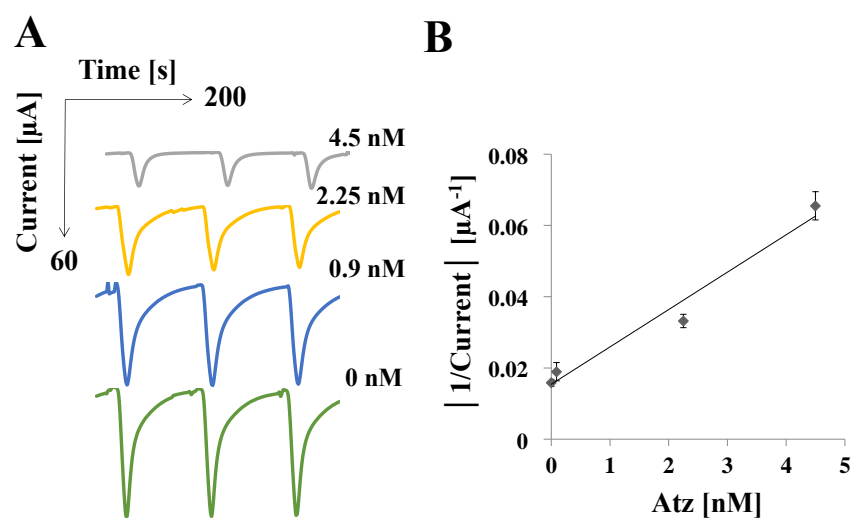 A
Time [s]
200
Current [µA]
60
4.5 nM
2.25 nM
0.9 nM
0 nM
B
| 1/Current | [µA⁻¹]
0.08
0.06
0.04
0.02
0
0 1 2 3 4 5
Atz [nM]